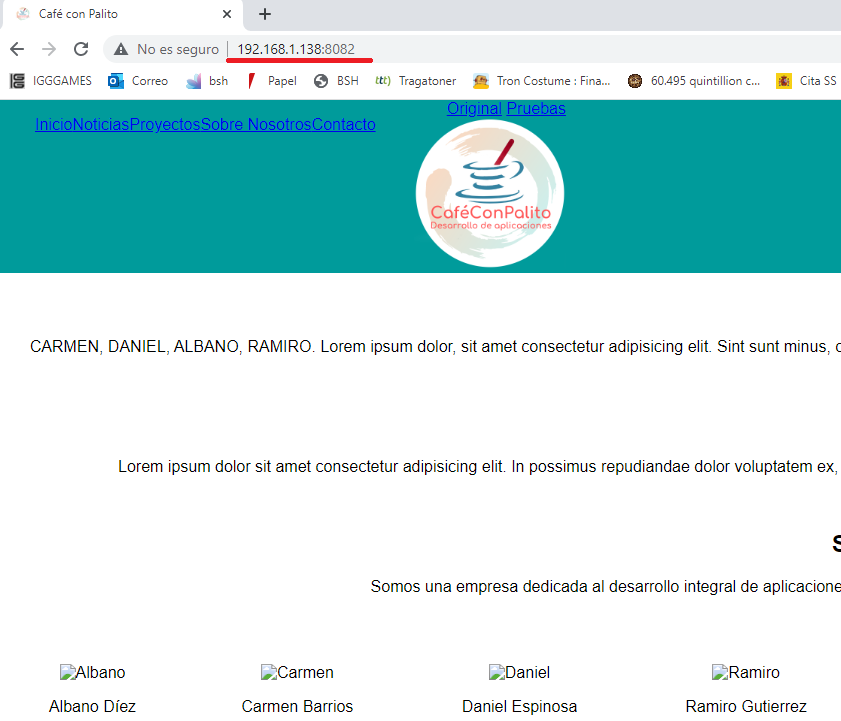 Café con Palito
No es seguro
192.168.1.138:8082
IGGGAMES Correo bsh Papel BSH ttt) Tragatoner Tron Costume : Fina... 60.495 quintillion c... Cita SS
Original Pruebas
InicioNoticiasProyectosSobre NosotrosContacto
CaféConPalito
Desarrollo de aplicaciones
CARMEN, DANIEL, ALBANO, RAMIRO. Lorem ipsum dolor, sit amet consectetur adipisicing elit. Sint sunt minus,
Lorem ipsum dolor sit amet consectetur adipisicing elit. In possimus repudiandae dolor voluptatem ex,
Somos una empresa dedicada al desarrollo integral de aplicacione
Albano Carmen Daniel Ramiro
Albano Díez Carmen Barrios Daniel Espinosa Ramiro Gutierrez